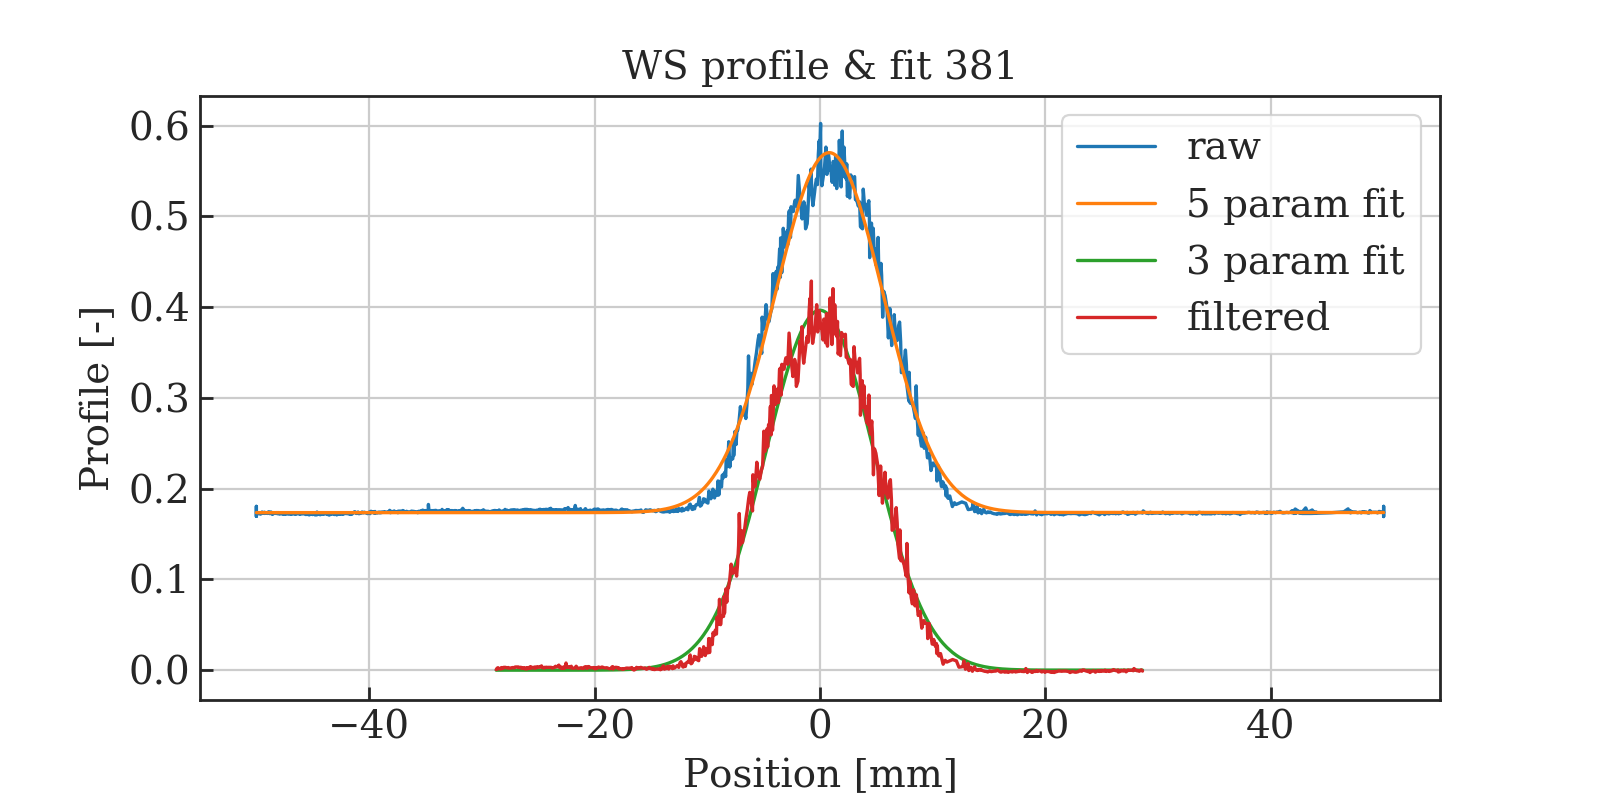 WS profile & fit 381
Profile [-]
0.6
0.5
0.4
0.3
0.2
0.1
0.0
raw
5 param fit
3 param fit
filtered
−40 −20 0 20 40
Position [mm]